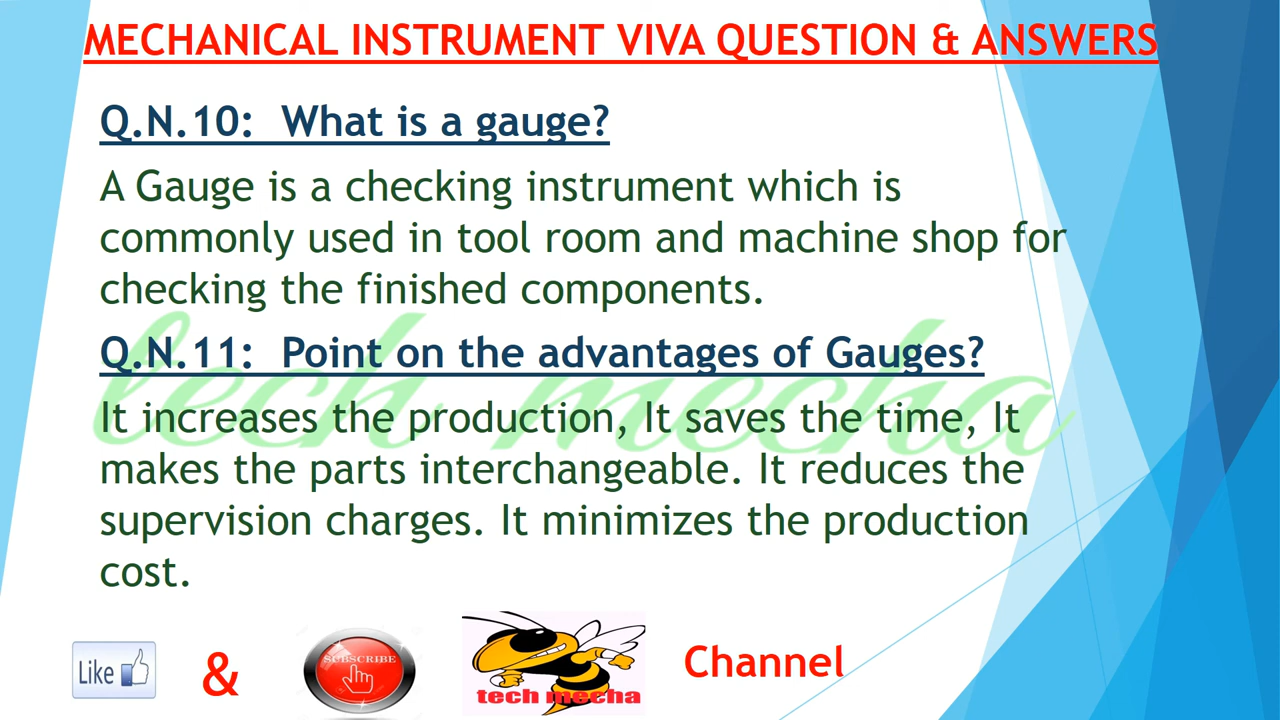 MECHANICAL INSTRUMENT VIVA QUESTION & ANSWERS
Q.N.10: What is a gauge?
A Gauge is a checking instrument which is
commonly used in tool room and machine shop for
checking the finished components.
tech mecha
Q.N.11: Point on the advantages of Gauges?
It increases the production, It saves the time, It
makes the parts interchangeable. It reduces the
supervision charges. It minimizes the production
cost.
Like & SUBSCRIBE tech mecha Channel